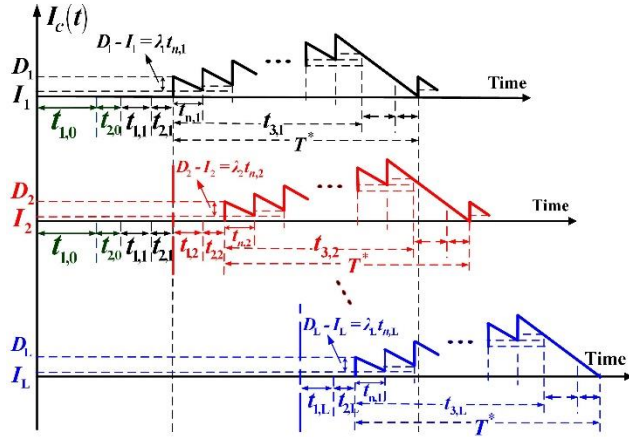 I_c(t)
D_1 - I_1 = λ_1 t_{n,1}
D_1
I_1
Time
t_{1,0} t_{2,0} t_{1,1} t_{2,1} t_{n,1}
t_{3,1}
T^*
D_2 - I_2 = λ_2 t_{n,2}
D_2
I_2
Time
t_{1,0} t_{2,0} t_{1,1} t_{2,1} t_{1,2} t_{2,2} t_{n,2}
t_{3,2}
T^*
D_L - I_L = λ_L t_{n,L}
D_L
I_L
Time
t_{1,L} t_{2,L} t_{n,1}
t_{3,L}
T^*